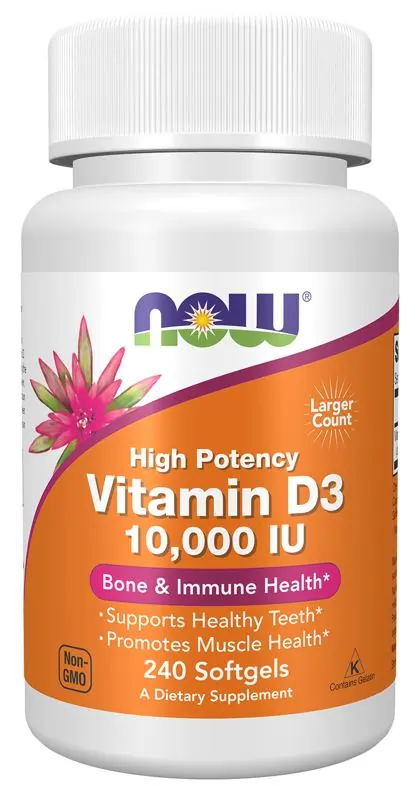 now®
Larger
Count
High Potency
Vitamin D3
10,000 IU
Bone & Immune Health*
•Supports Healthy Teeth*
•Promotes Muscle Health*
240 Softgels
A Dietary Supplement
Non-
GMO
K
Contains Gelatin